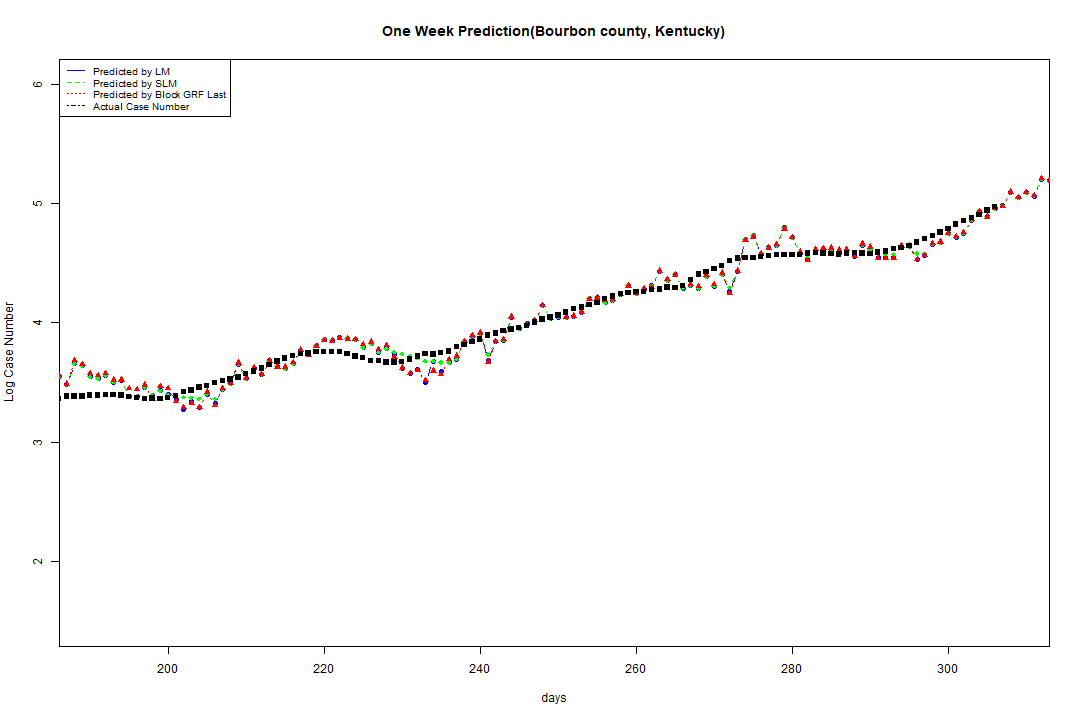 One Week Prediction(Bourbon county, Kentucky)
Predicted by LM
Predicted by SLM
Predicted by Block GRF Last
Actual Case Number
6
5
4
3
2
Log Case Number
200 220 240 260 280 300
days